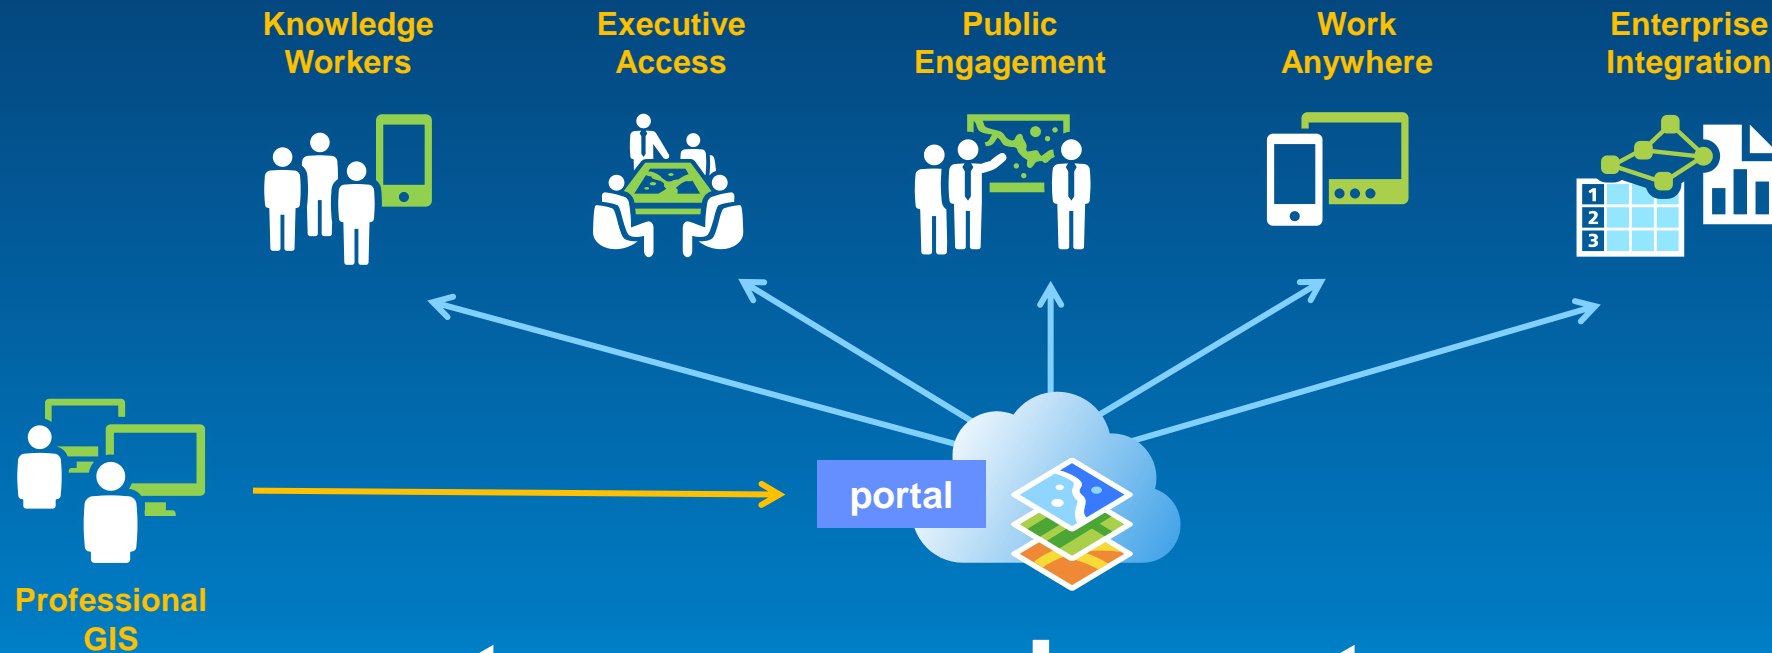 Knowledge
Workers
Executive
Access
Public
Engagement
Work
Anywhere
Enterprise
Integration
1
2
3
portal
Professional
GIS